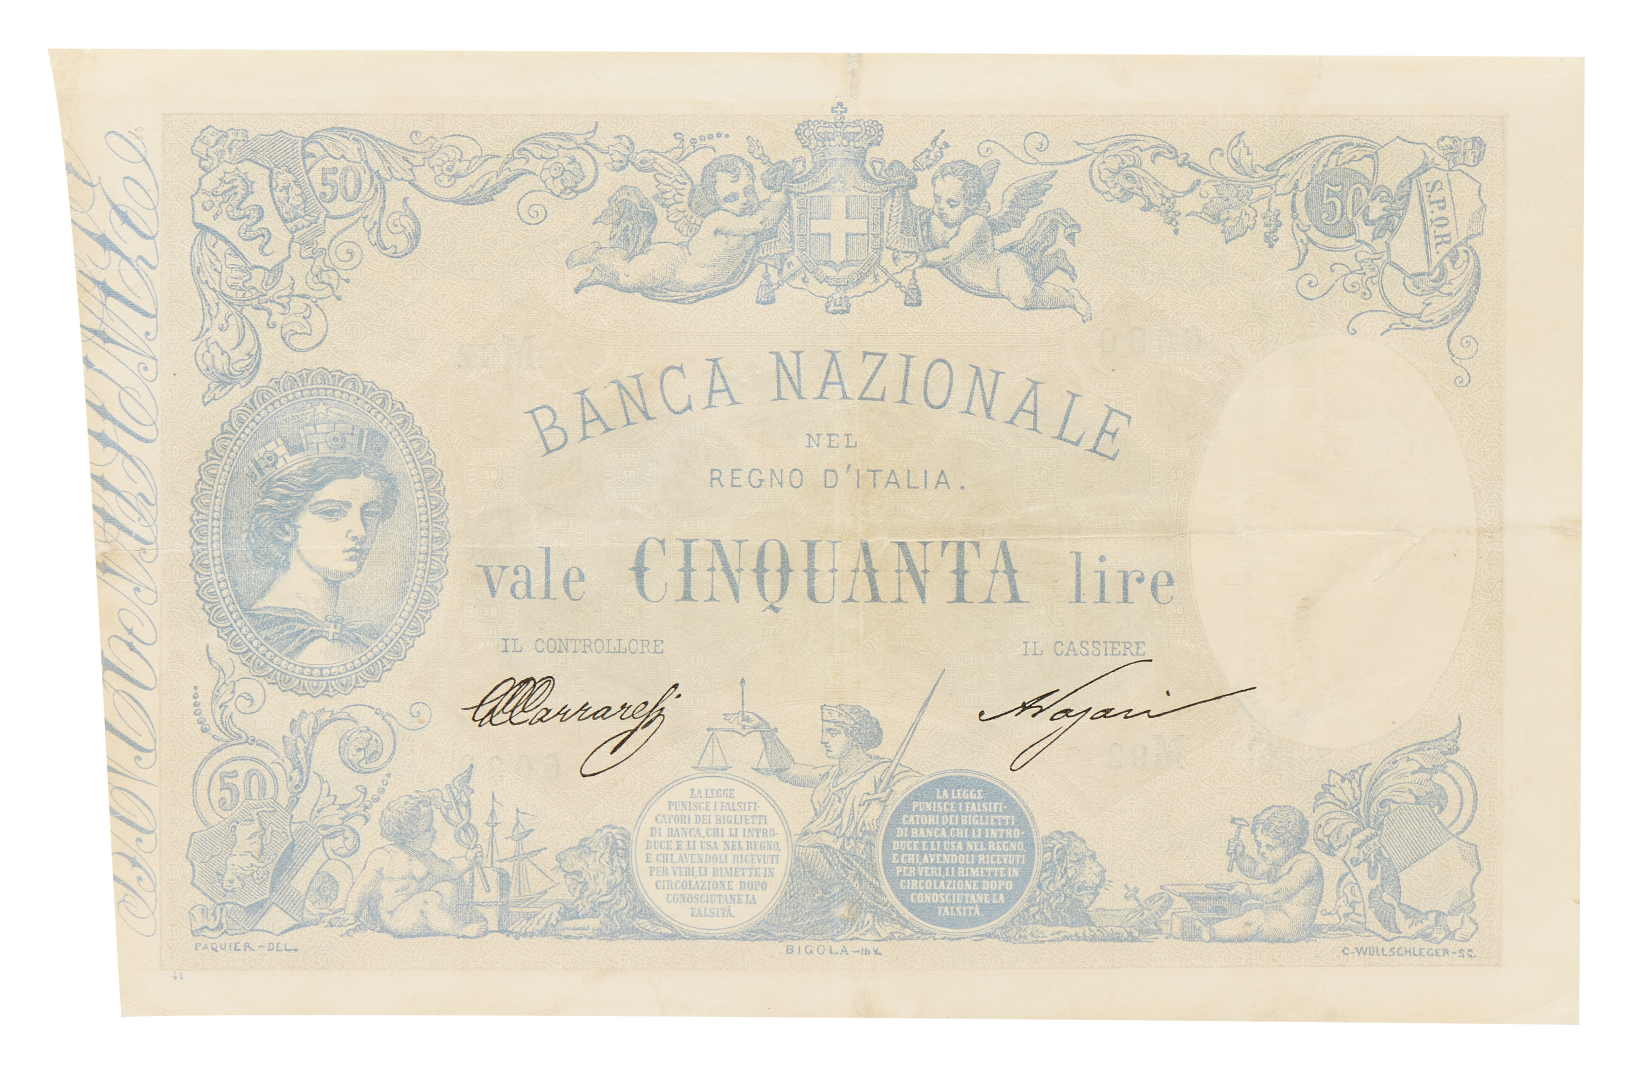 50
50
S.P.Q.R
BANCA NAZIONALE
NEL
REGNO D'ITALIA.
vale CINQUANTA lire
IL CONTROLLORE
IL CASSIERE
50
LA LEGGE
PUNISCE I FALSIFI-
CATORI DEI BIGLIETTI
DI BANCA, CHI LI INTRO-
DUCE E LI USA NEL REGNO,
E CHI, AVENDOLI RICEVUTI
PER VERI, LI RIMETTE IN
CIRCOLAZIONE DOPO
CONOSCIUTANE LA
FALSITÀ.
LA LEGGE
PUNISCE I FALSIFI-
CATORI DEI BIGLIETTI
DI BANCA CHI LI INTRO-
DUCE E LI USA NEL REGNO,
E CHI, AVENDOLI RICEVUTI
PER VERI, LI RIMETTE IN
CIRCOLAZIONE DOPO
CONOSCIUTANE LA
FALSITÀ.
PAQUIER-DEL.
BIGOLA-INV.
C-WULLSCHLEGER-SC.